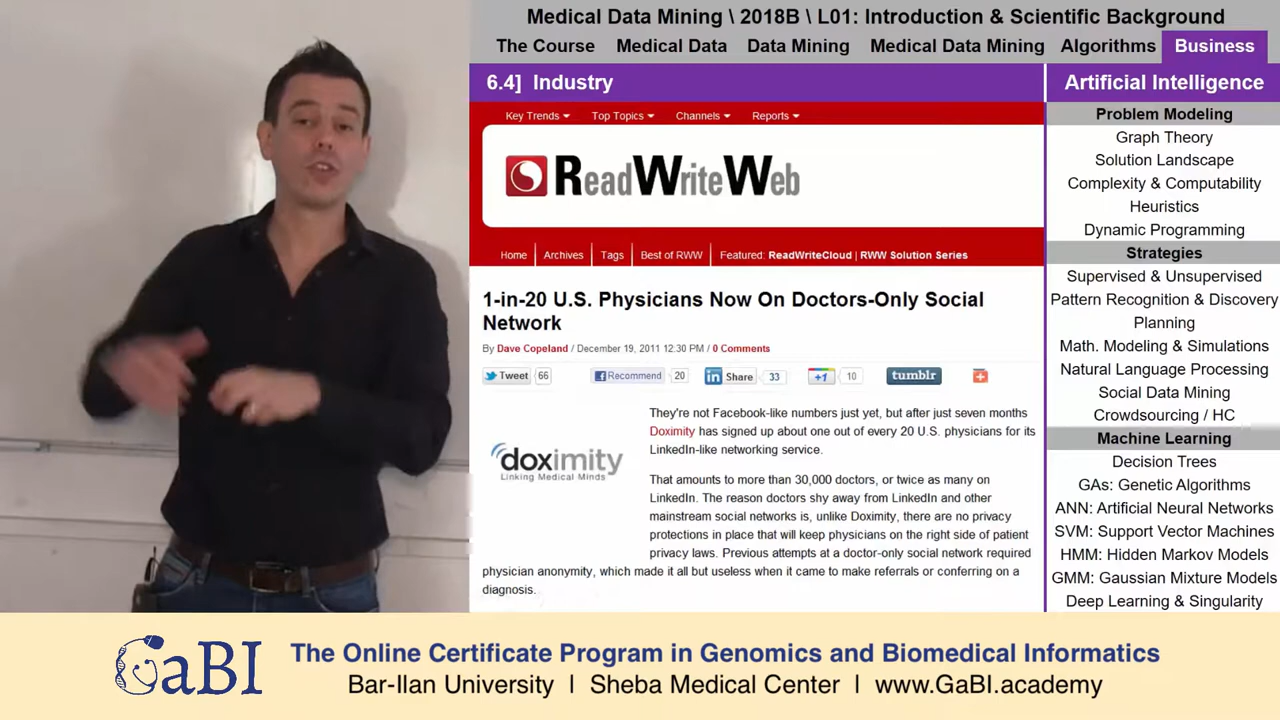 Medical Data Mining \ 2018B \ L01: Introduction & Scientific Background
The Course Medical Data Data Mining Medical Data Mining Algorithms Business
6.4] Industry
Key Trends Top Topics Channels Reports
ReadWriteWeb
Home Archives Tags Best of RWW Featured: ReadWriteCloud | RWW Solution Series
1-in-20 U.S. Physicians Now On Doctors-Only Social
Network
By Dave Copeland / December 19, 2011 12:30 PM / 0 Comments
Tweet 66 Recommend 20 in Share 33 +1 10 tumblr
They're not Facebook-like numbers just yet, but after just seven months
Doximity has signed up about one out of every 20 U.S. physicians for its
LinkedIn-like networking service.
doximity
Linking Medical Minds
That amounts to more than 30,000 doctors, or twice as many on
LinkedIn. The reason doctors shy away from LinkedIn and other
mainstream social networks is, unlike Doximity, there are no privacy
protections in place that will keep physicians on the right side of patient
privacy laws. Previous attempts at a doctor-only social network required
physician anonymity, which made it all but useless when it came to make referrals or conferring on a
diagnosis.
Artificial Intelligence
Problem Modeling
Graph Theory
Solution Landscape
Complexity & Computability
Heuristics
Dynamic Programming
Strategies
Supervised & Unsupervised
Pattern Recognition & Discovery
Planning
Math. Modeling & Simulations
Natural Language Processing
Social Data Mining
Crowdsourcing / HC
Machine Learning
Decision Trees
GAs: Genetic Algorithms
ANN: Artificial Neural Networks
SVM: Support Vector Machines
HMM: Hidden Markov Models
GMM: Gaussian Mixture Models
Deep Learning & Singularity
GaBI
The Online Certificate Program in Genomics and Biomedical Informatics
Bar-Ilan University | Sheba Medical Center | www.GaBI.academy